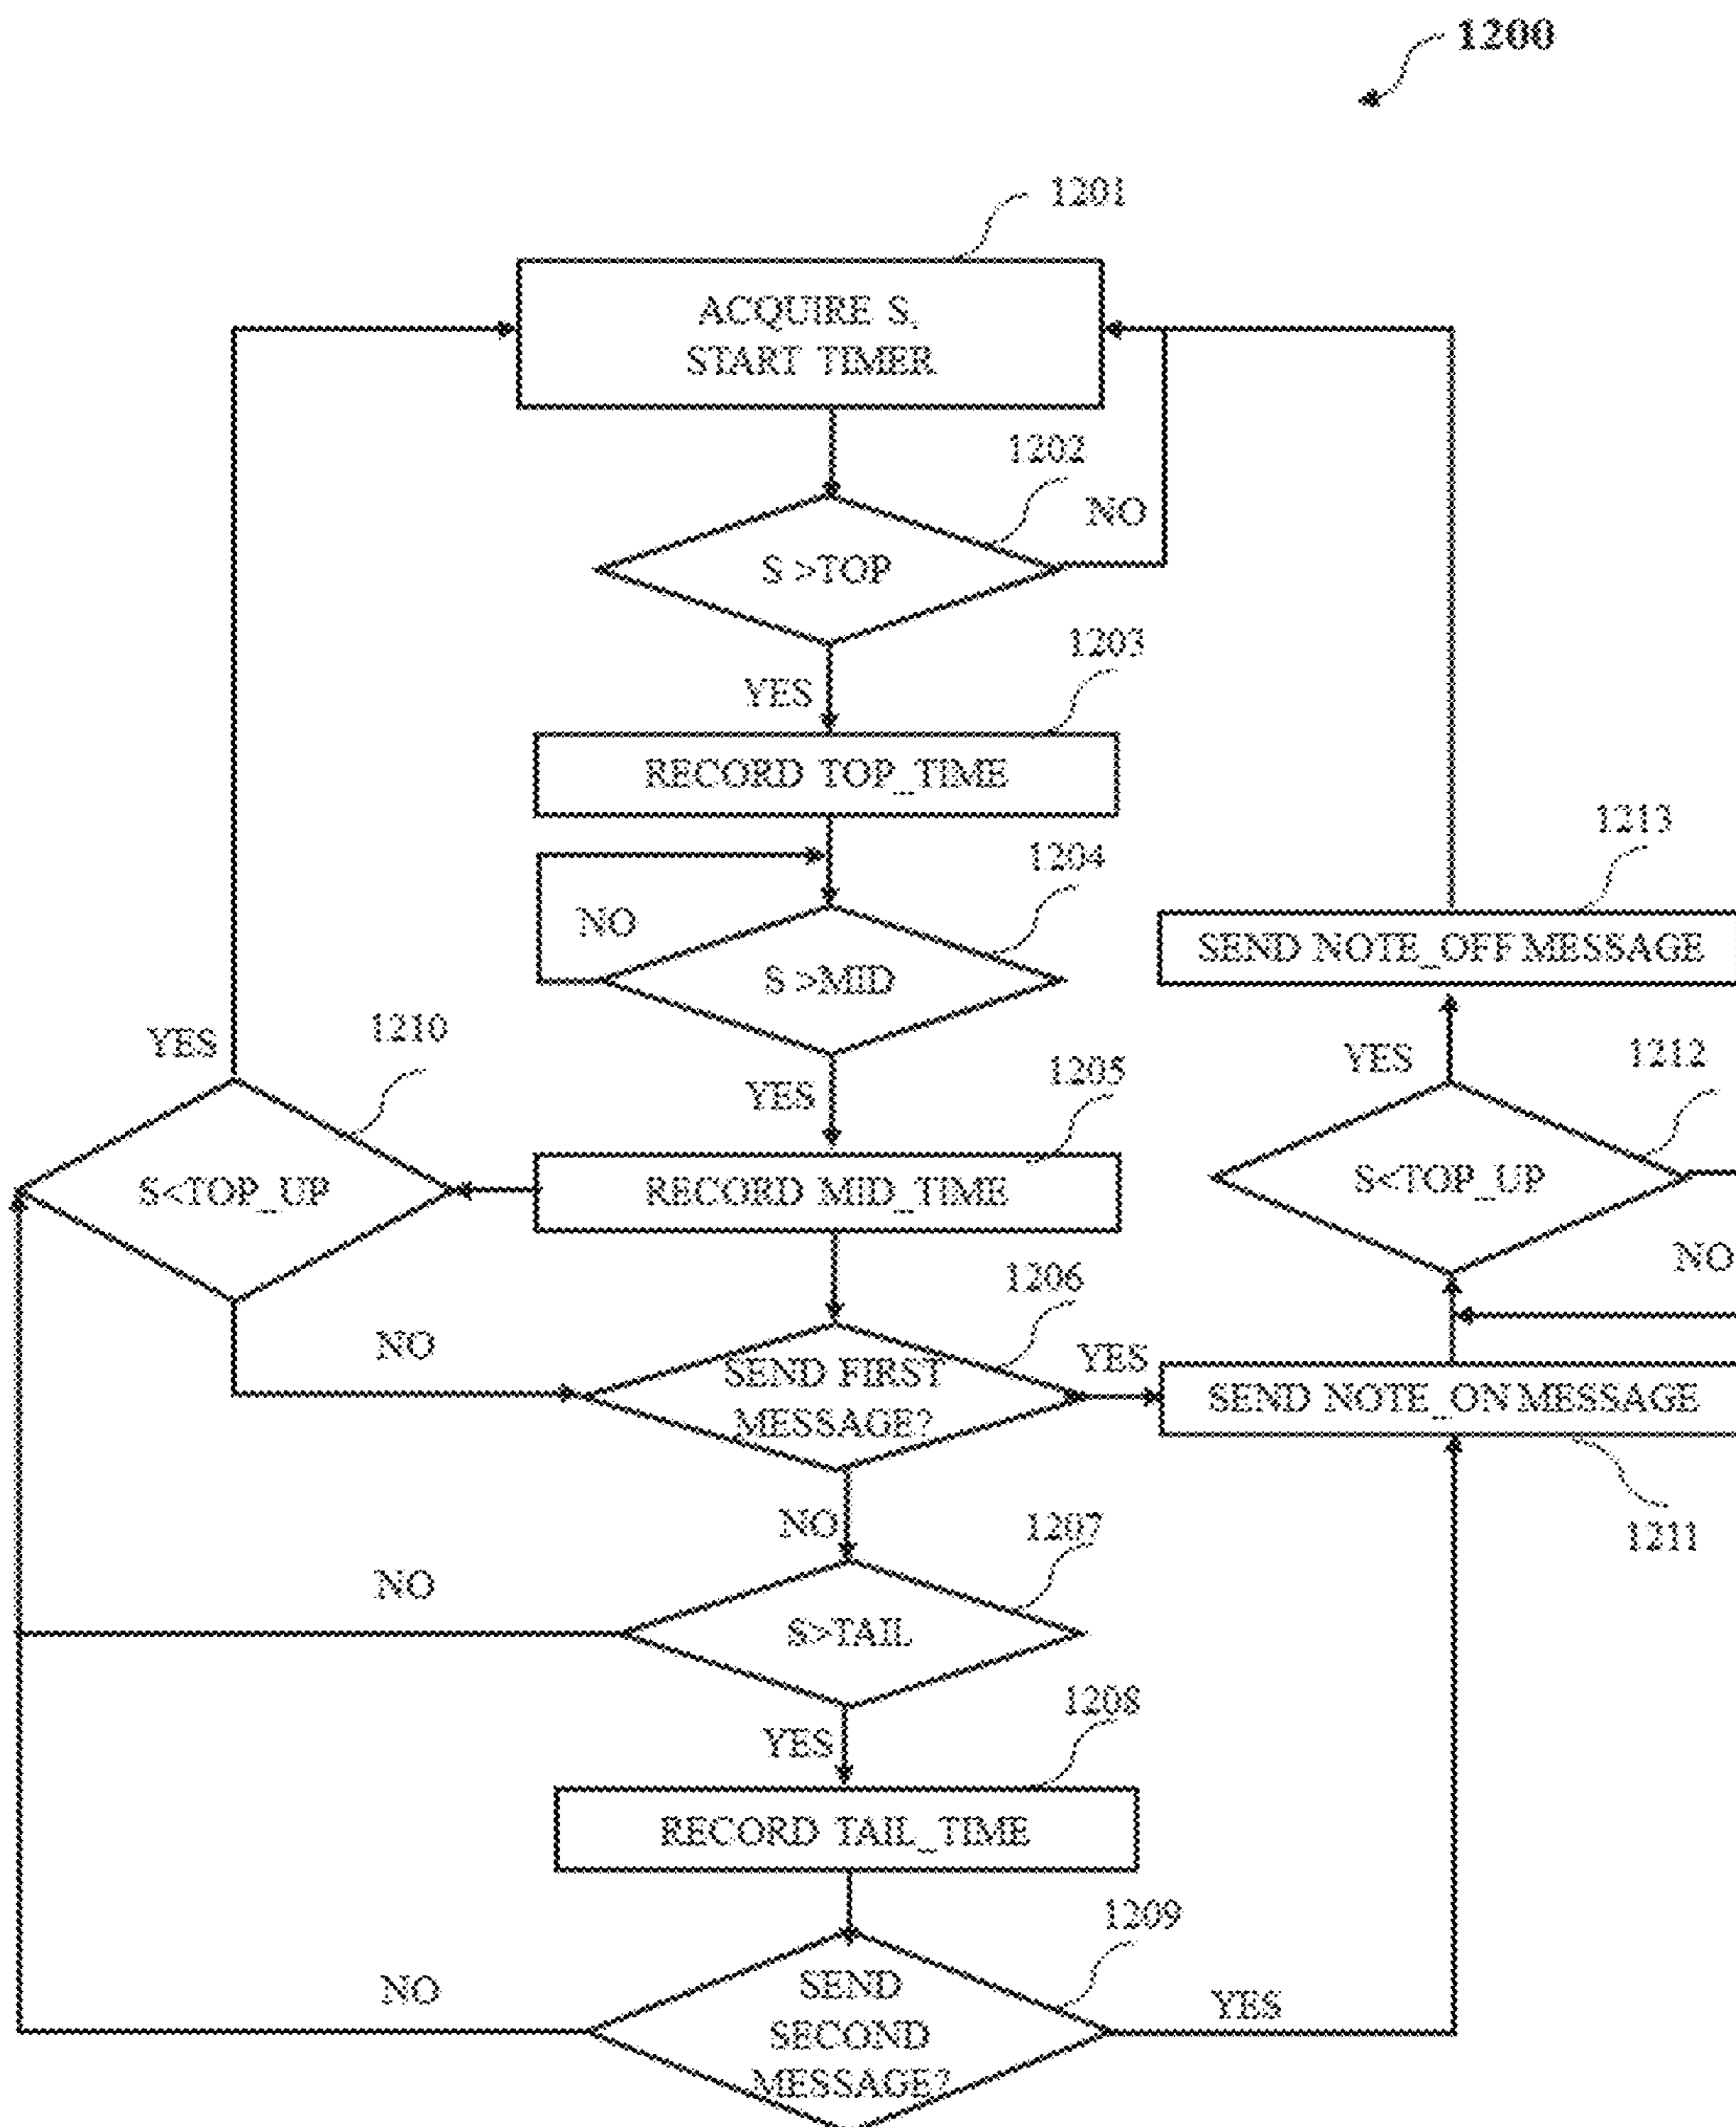 1200
1201
ACQUIRE S,
START TIMER
1202
NO
S >TOP
1203
YES
RECORD TOP_TIME
1204
NO
S >MID
1213
SEND NOTE_OFF MESSAGE
YES
1210
YES
1205
YES
1212
S<TOP_UP
RECORD MID_TIME
S<TOP_UP
NO
1206
NO
SEND FIRST
MESSAGE?
YES
SEND NOTE_ON MESSAGE
1211
NO
1207
NO
S>TAIL
1208
YES
RECORD TAIL_TIME
1209
NO
SEND
SECOND
MESSAGE?
YES